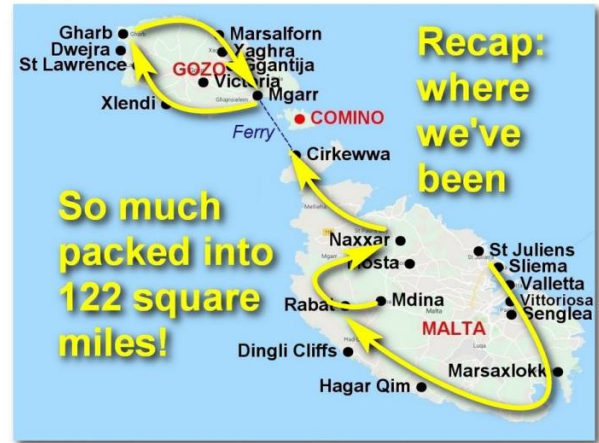 Gharb
Dwejra
St Lawrence
Xlendi
GOZO
Marsalforn
Xaghra
Ggantija
Victoria
Mgarr
COMINO
Ferry
Cirkewwa
Recap:
where
we've
been
So much
packed into
122 square
miles!
Naxxar
Mosta
Rabat
Mdina
MALTA
Dingli Cliffs
Hagar Qim
St Juliens
Sliema
Valletta
Vittoriosa
Senglea
Marsaxlokk